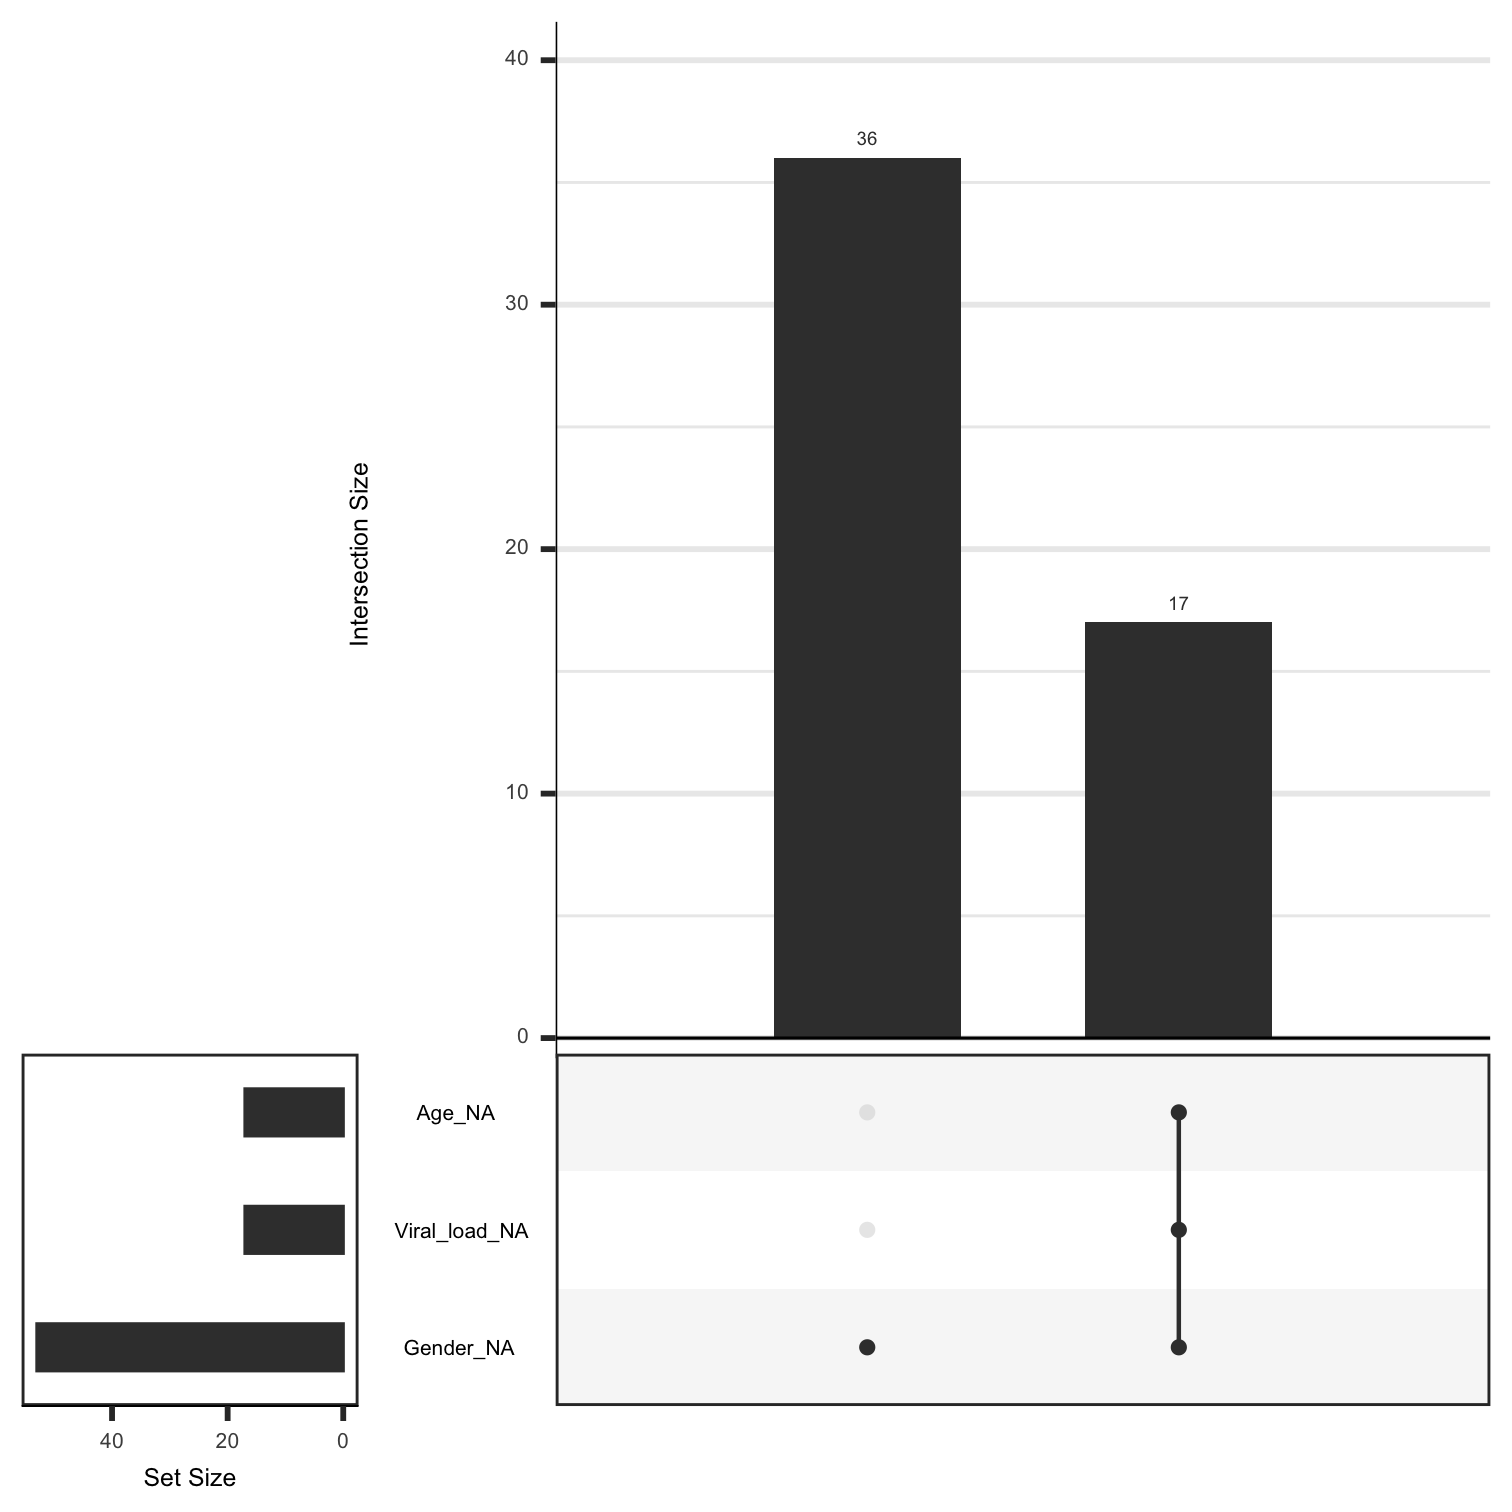 40
36
30
Intersection Size
20
17
10
0
Age_NA
Viral_load_NA
Gender_NA
40 20 0
Set Size